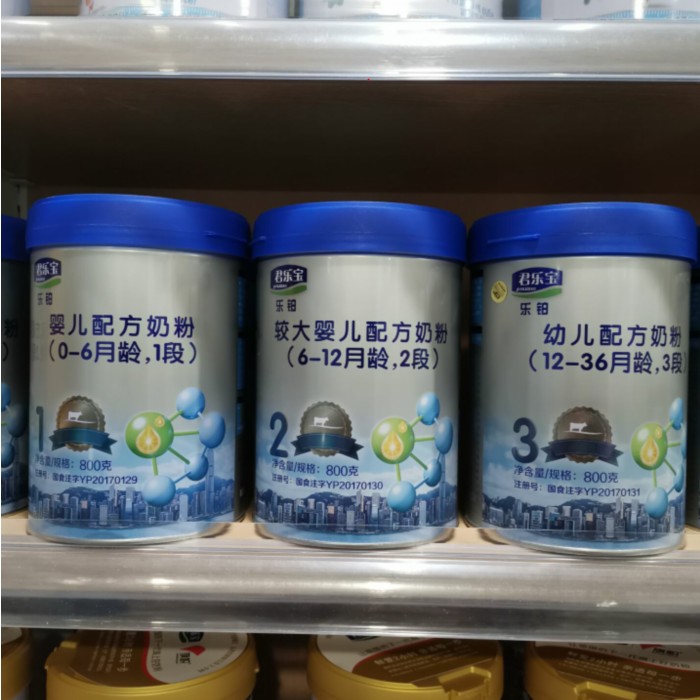 君乐宝
乐铂
婴儿配方奶粉
(0-6月龄,1段)
1
净含量/规格: 800克
注册号: 国食注字YP20170129
君乐宝
乐铂
较大婴儿配方奶粉
(6-12月龄,2段)
2
净含量/规格: 800克
注册号: 国食注字YP20170130
君乐宝
乐铂
幼儿配方奶粉
(12-36月龄,3段
3
净含量/规格: 800克
注册号: 国食注字YP20170131